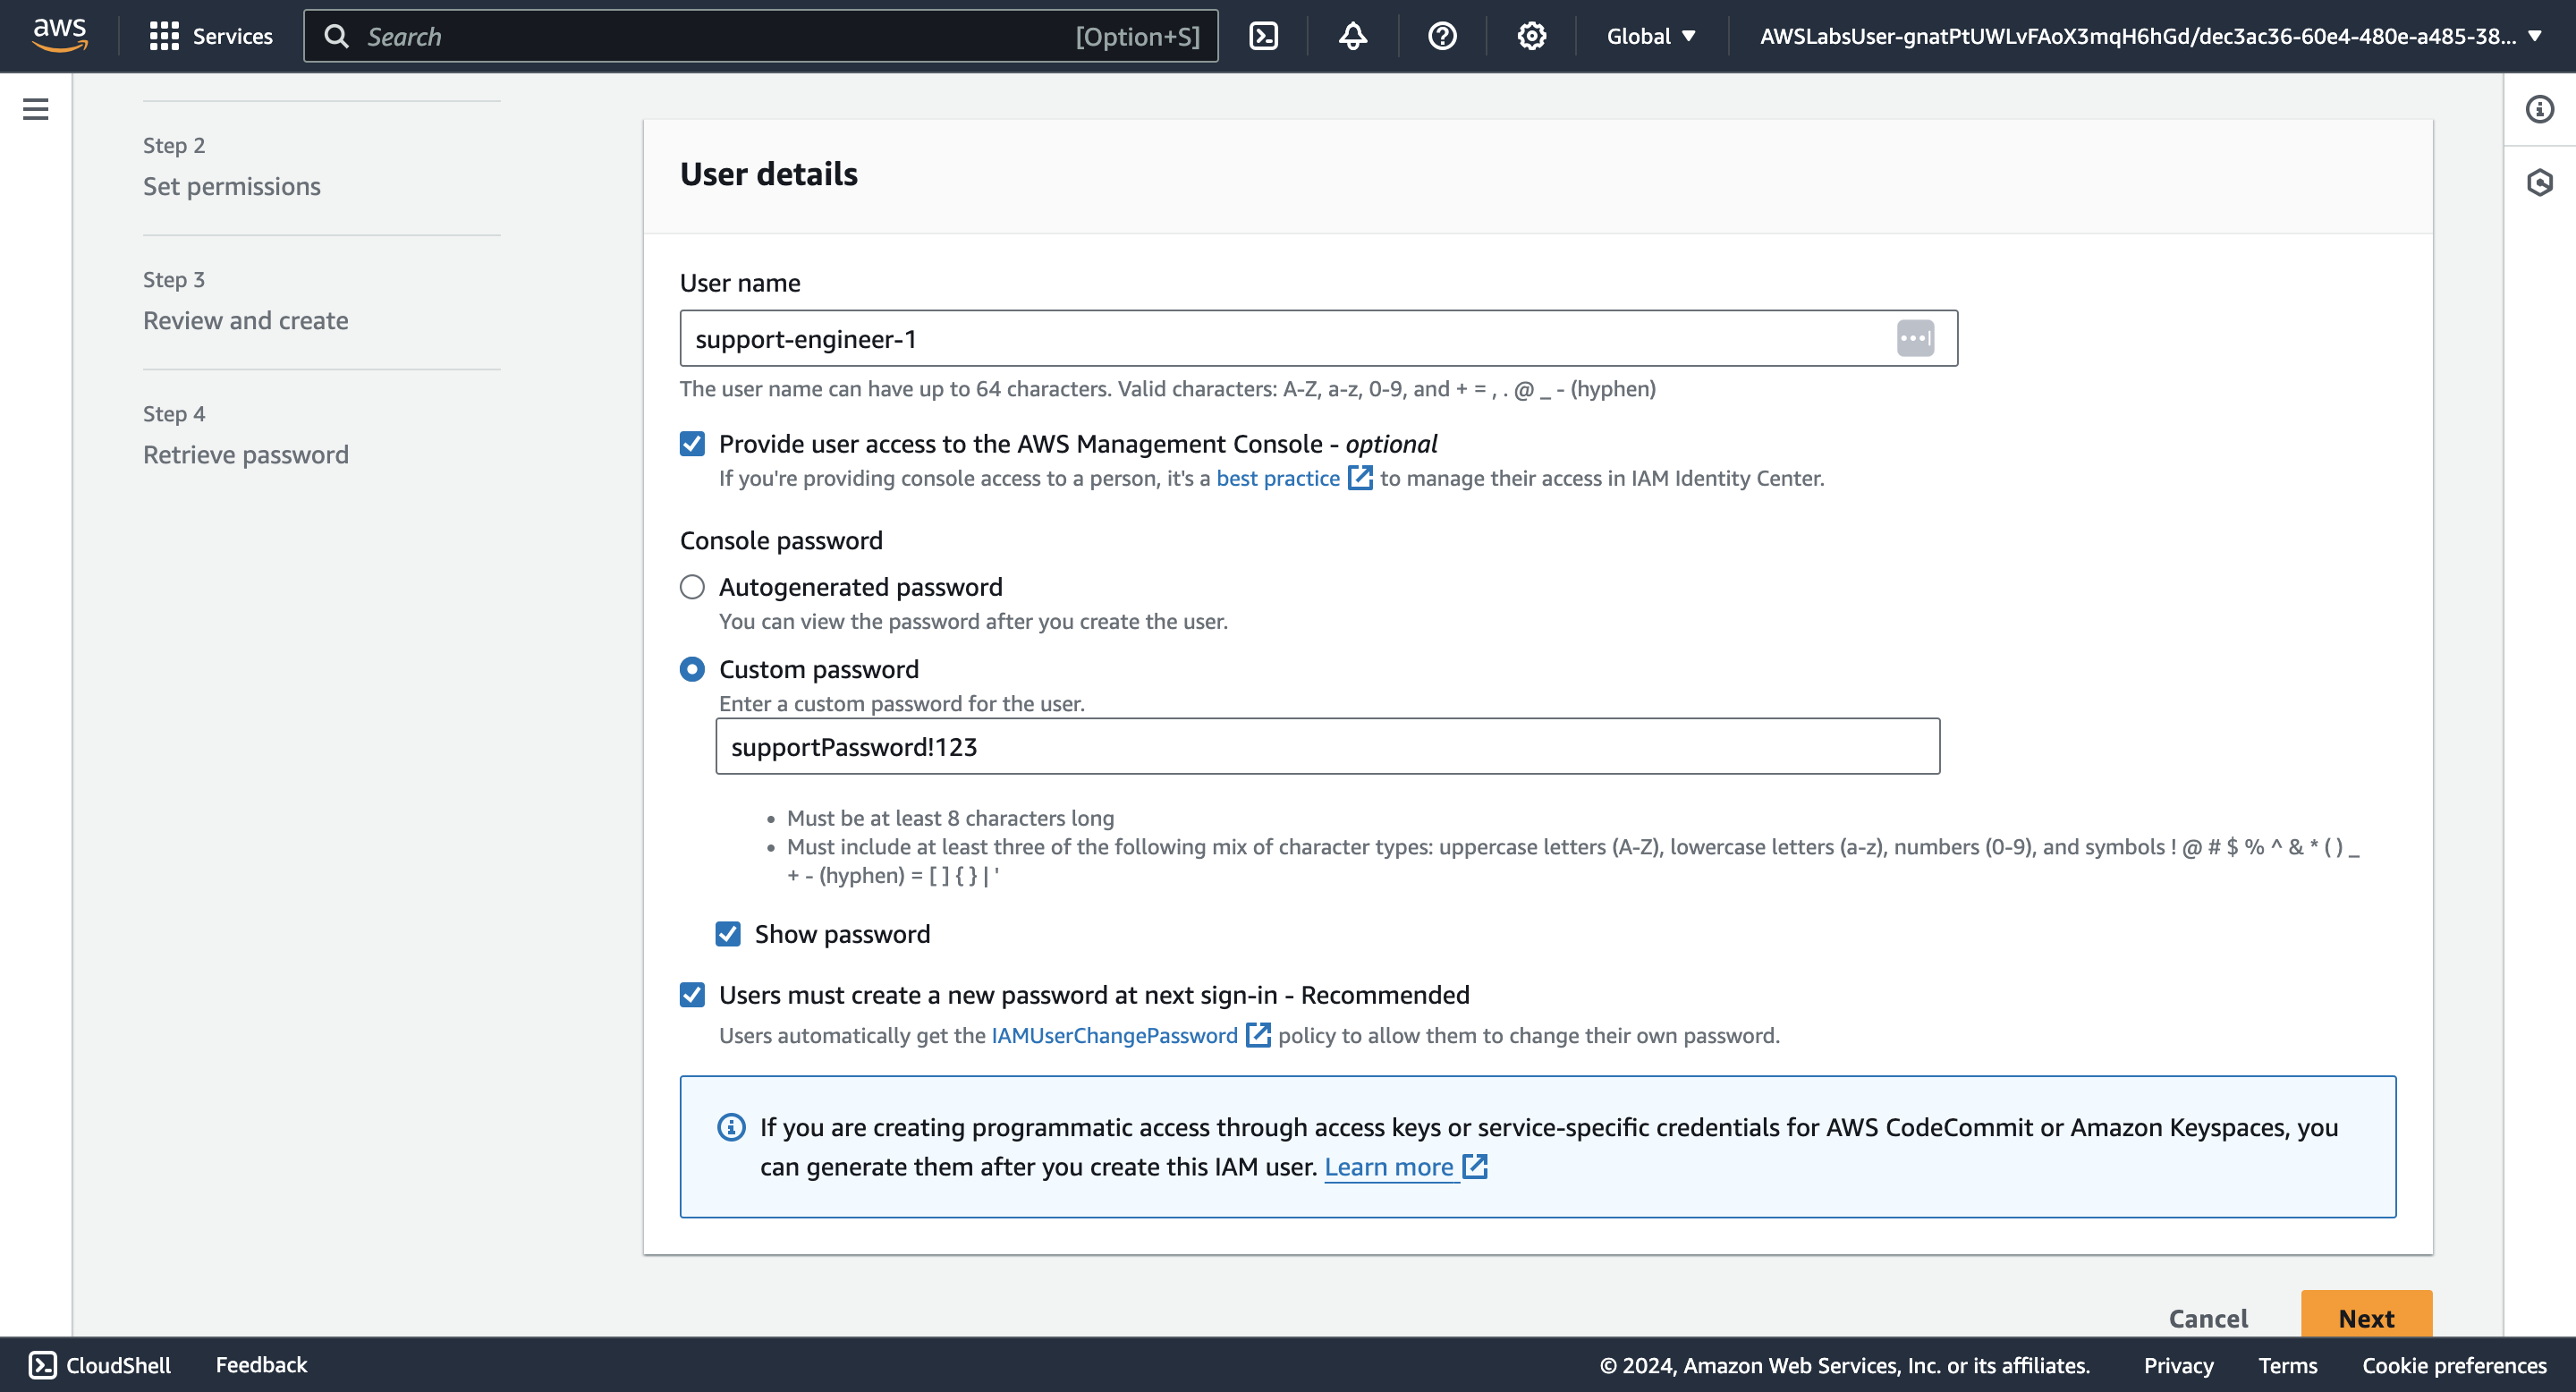 aws
Services
Search
[Option+S]
Global
AWSLabsUser-gnatPtUWLvFAoX3mqH6hGd/dec3ac36-60e4-480e-a485-38...
Step 2
Set permissions
Step 3
Review and create
Step 4
Retrieve password
User details
User name
support-engineer-1
The user name can have up to 64 characters. Valid characters: A-Z, a-z, 0-9, and + = , . @ _ - (hyphen)
Provide user access to the AWS Management Console - optional
If you're providing console access to a person, it's a best practice to manage their access in IAM Identity Center.
Console password
Autogenerated password
You can view the password after you create the user.
Custom password
Enter a custom password for the user.
supportPassword!123
• Must be at least 8 characters long
• Must include at least three of the following mix of character types: uppercase letters (A-Z), lowercase letters (a-z), numbers (0-9), and symbols ! @ # $ % ^ & * ( ) _
+ - (hyphen) = [ ] { } | '
Show password
Users must create a new password at next sign-in - Recommended
Users automatically get the IAMUserChangePassword policy to allow them to change their own password.
If you are creating programmatic access through access keys or service-specific credentials for AWS CodeCommit or Amazon Keyspaces, you
can generate them after you create this IAM user. Learn more
Cancel
Next
CloudShell
Feedback
© 2024, Amazon Web Services, Inc. or its affiliates.
Privacy
Terms
Cookie preferences